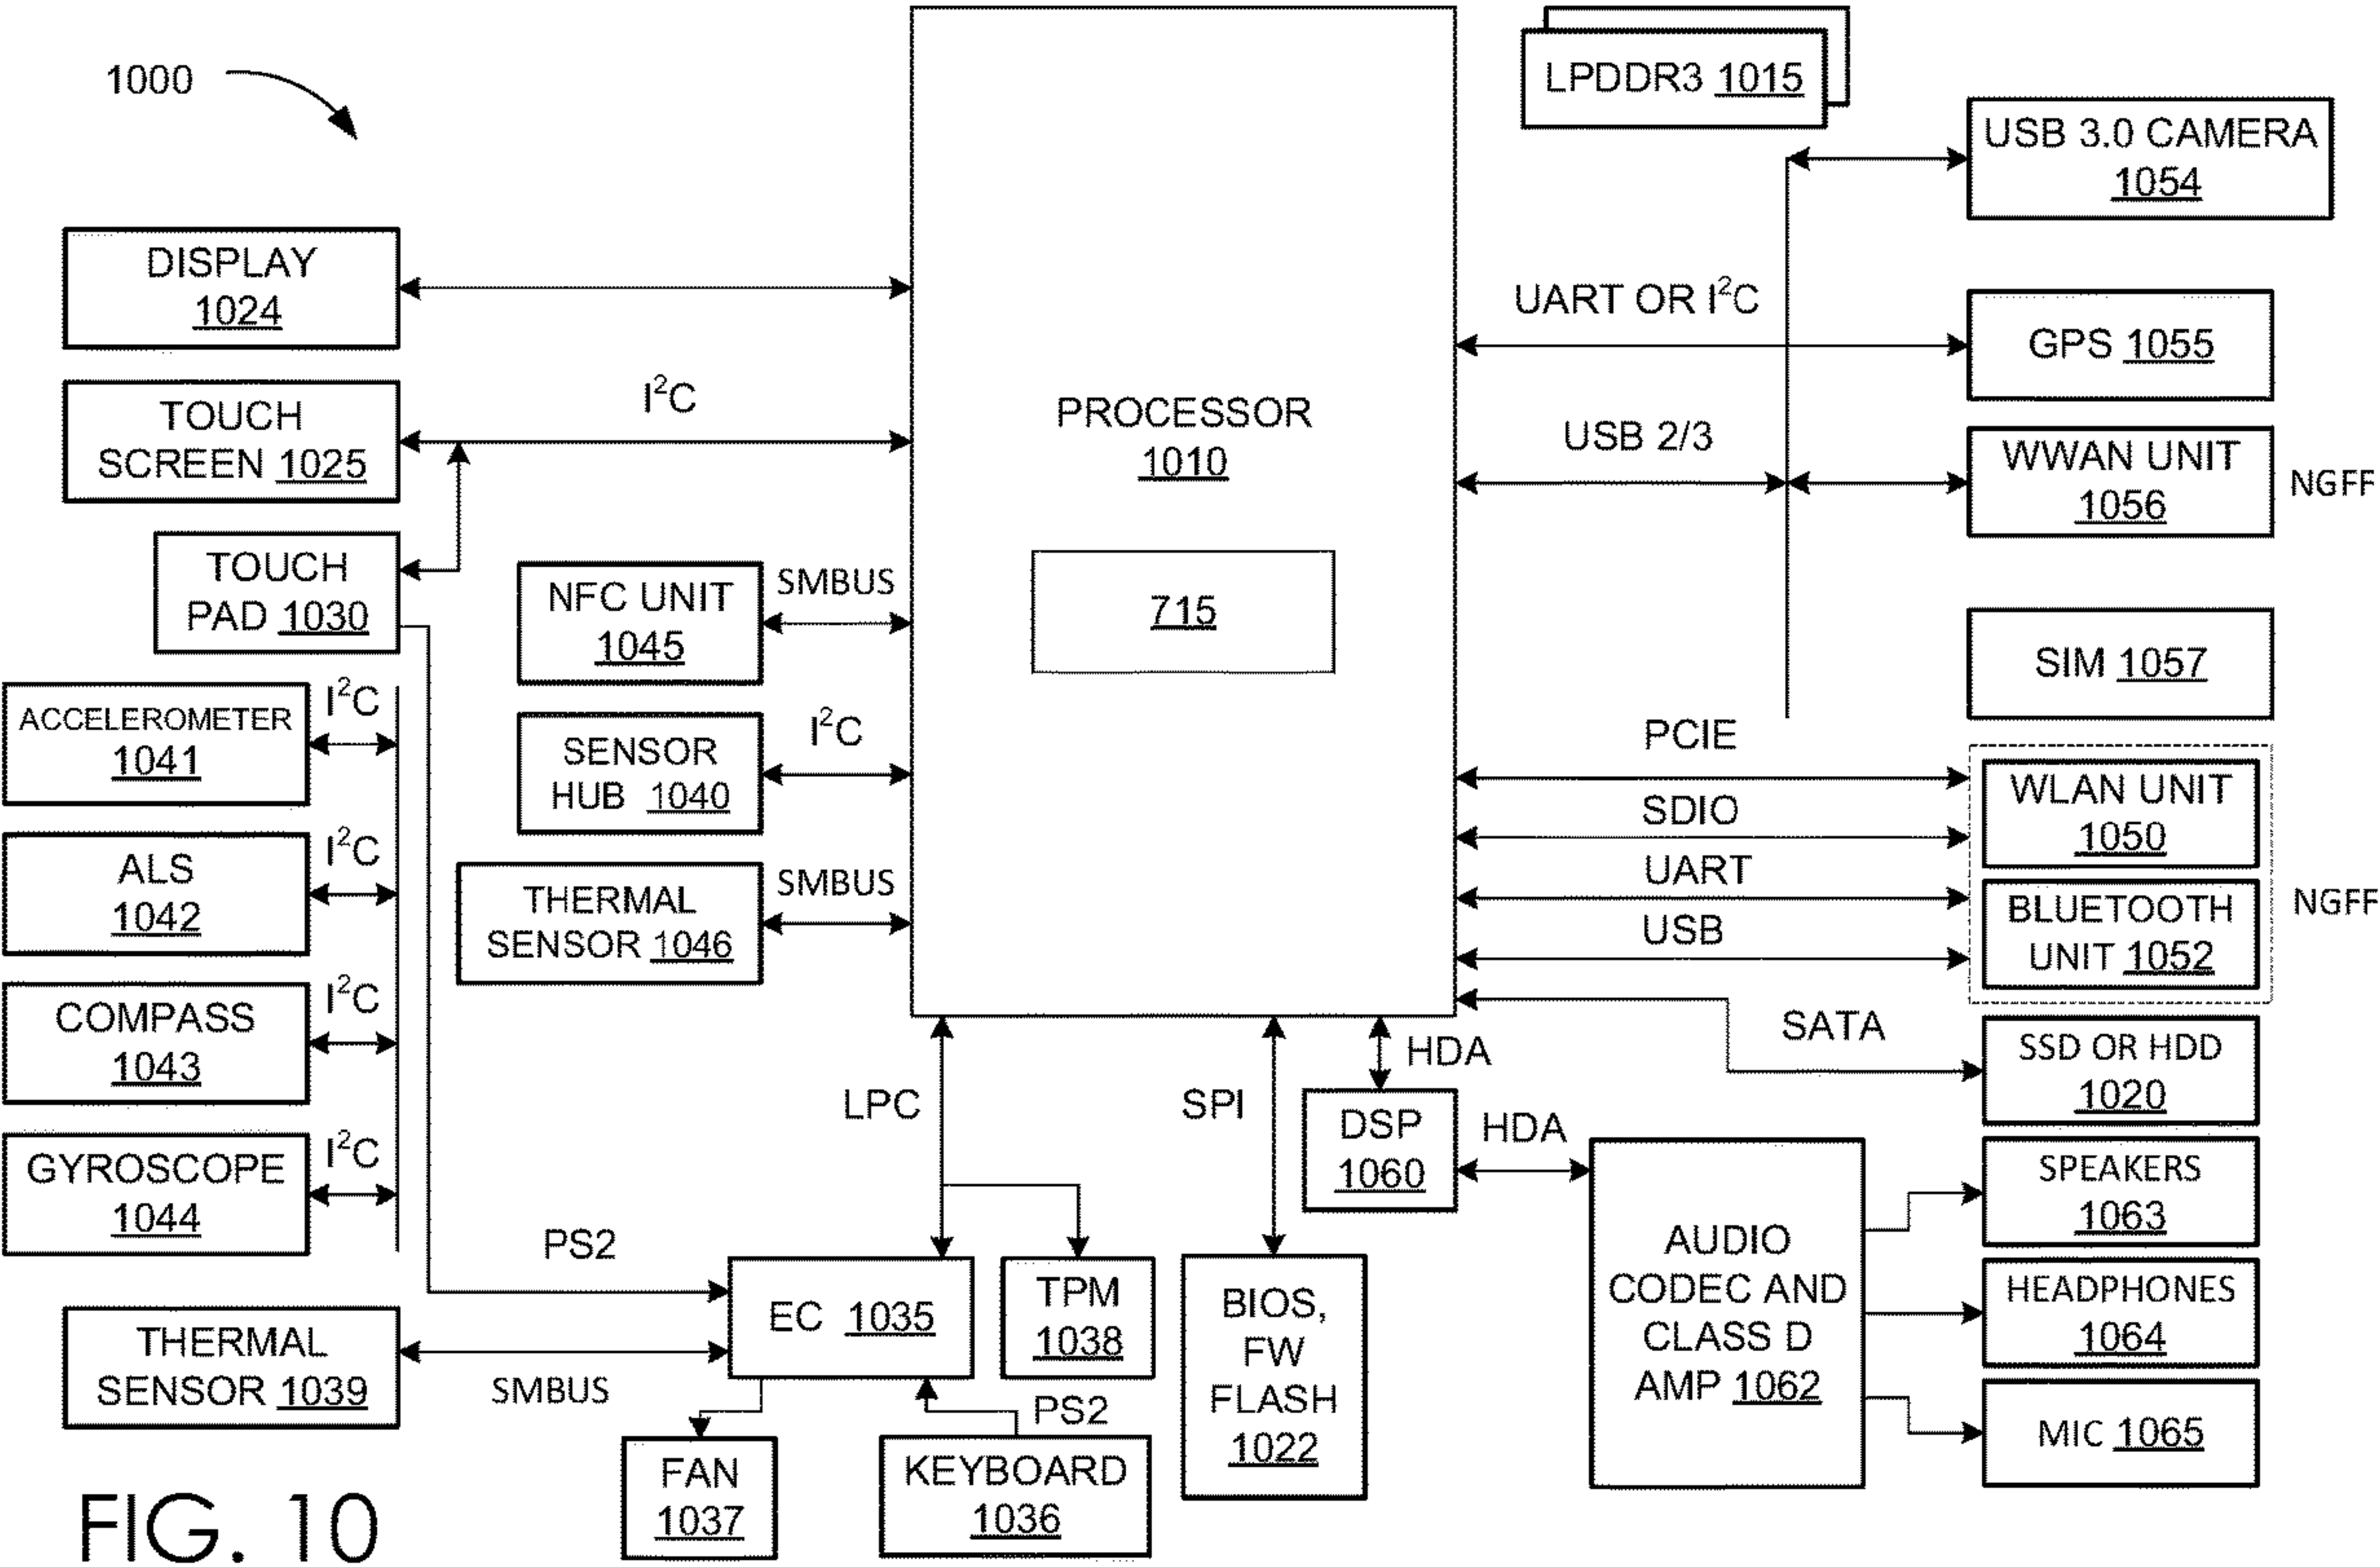 1000
PROCESSOR
1010
715
LPDDR3 1015
USB 3.0 CAMERA
1054
DISPLAY
1024
UART OR I²C
GPS 1055
TOUCH
SCREEN 1025
I²C
USB 2/3
WWAN UNIT
1056
NGFF
TOUCH
PAD 1030
NFC UNIT
1045
SMBUS
SIM 1057
ACCELEROMETER
1041
I²C
SENSOR
HUB 1040
I²C
PCIE
SDIO
UART
USB
WLAN UNIT
1050
BLUETOOTH
UNIT 1052
NGFF
ALS
1042
I²C
THERMAL
SENSOR 1046
SMBUS
COMPASS
1043
I²C
SATA
SSD OR HDD
1020
LPC
SPI
HDA
DSP
1060
HDA
GYROSCOPE
1044
I²C
PS2
AUDIO
CODEC AND
CLASS D
AMP 1062
SPEAKERS
1063
HEADPHONES
1064
MIC 1065
EC 1035
TPM
1038
BIOS,
FW
FLASH
1022
THERMAL
SENSOR 1039
SMBUS
FAN
1037
PS2
KEYBOARD
1036
FIG. 10